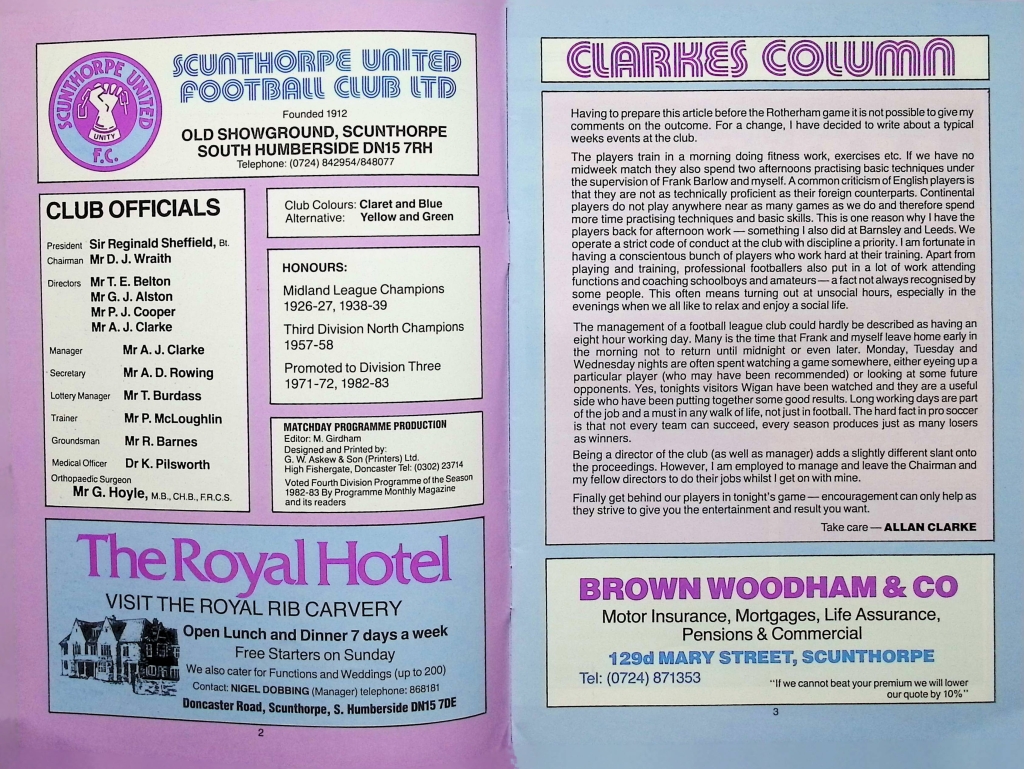 SCUNTHORPE UNITED
F.C.
UNITY
SCUNTHORPE UNITED
FOOTBALL CLUB LTD
Founded 1912
OLD SHOWGROUND, SCUNTHORPE
SOUTH HUMBERSIDE DN15 7RH
Telephone: (0724) 842954/848077
CLUB OFFICIALS
President Sir Reginald Sheffield, Bt.
Chairman Mr D. J. Wraith
Directors Mr T. E. Belton
Mr G. J. Alston
Mr P. J. Cooper
Mr A. J. Clarke
Manager Mr A. J. Clarke
Secretary Mr A. D. Rowing
Lottery Manager Mr T. Burdass
Trainer Mr P. McLoughlin
Groundsman Mr R. Barnes
Medical Officer Dr K. Pilsworth
Orthopaedic Surgeon
Mr G. Hoyle, M.B., CH.B., F.R.C.S.
Club Colours: Claret and Blue
Alternative: Yellow and Green
HONOURS:
Midland League Champions
1926-27, 1938-39
Third Division North Champions
1957-58
Promoted to Division Three
1971-72, 1982-83
MATCHDAY PROGRAMME PRODUCTION
Editor: M. Girdham
Designed and Printed by:
G. W. Askew & Son (Printers) Ltd.
High Fishergate, Doncaster Tel: (0302) 23714
Voted Fourth Division Programme of the Season
1982-83 By Programme Monthly Magazine
and its readers
The Royal Hotel
VISIT THE ROYAL RIB CARVERY
Open Lunch and Dinner 7 days a week
Free Starters on Sunday
We also cater for Functions and Weddings (up to 200)
Contact: NIGEL DOBBING (Manager) telephone: 868181
Doncaster Road, Scunthorpe, S. Humberside DN15 7DE
2
CLARKES COLUMN
Having to prepare this article before the Rotherham game it is not possible to give my
comments on the outcome. For a change, I have decided to write about a typical
weeks events at the club.
The players train in a morning doing fitness work, exercises etc. If we have no
midweek match they also spend two afternoons practising basic techniques under
the supervision of Frank Barlow and myself. A common criticism of English players is
that they are not as technically proficient as their foreign counterparts. Continental
players do not play anywhere near as many games as we do and therefore spend
more time practising techniques and basic skills. This is one reason why I have the
players back for afternoon work — something I also did at Barnsley and Leeds. We
operate a strict code of conduct at the club with discipline a priority. I am fortunate in
having a conscientious bunch of players who work hard at their training. Apart from
playing and training, professional footballers also put in a lot of work attending
functions and coaching schoolboys and amateurs — a fact not always recognised by
some people. This often means turning out at unsocial hours, especially in the
evenings when we all like to relax and enjoy a social life.
The management of a football league club could hardly be described as having an
eight hour working day. Many is the time that Frank and myself leave home early in
the morning not to return until midnight or even later. Monday, Tuesday and
Wednesday nights are often spent watching a game somewhere, either eyeing up a
particular player (who may have been recommended) or looking at some future
opponents. Yes, tonights visitors Wigan have been watched and they are a useful
side who have been putting together some good results. Long working days are part
of the job and a must in any walk of life, not just in football. The hard fact in pro soccer
is that not every team can succeed, every season produces just as many losers
as winners.
Being a director of the club (as well as manager) adds a slightly different slant onto
the proceedings. However, I am employed to manage and leave the Chairman and
my fellow directors to do their jobs whilst I get on with mine.
Finally get behind our players in tonight's game — encouragement can only help as
they strive to give you the entertainment and result you want.
Take care — ALLAN CLARKE
BROWN WOODHAM & CO
Motor Insurance, Mortgages, Life Assurance,
Pensions & Commercial
129d MARY STREET, SCUNTHORPE
Tel: (0724) 871353
"If we cannot beat your premium we will lower
our quote by 10%"
3